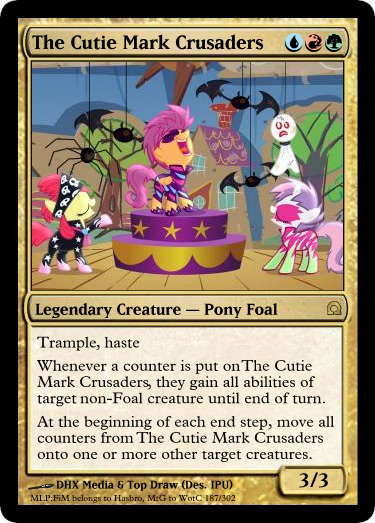 The Cutie Mark Crusaders
Legendary Creature — Pony Foal
Trample, haste
Whenever a counter is put onThe Cutie
Mark Crusaders, they gain all abilities of
target non-Foal creature until end of turn.
At the beginning of each end step, move all
counters from The Cutie Mark Crusaders
onto one or more other target creatures.
3/3
DHX Media & Top Draw (Des. IPU)
MLP:FiM belongs to Hasbro, MtG to WotC 187/302